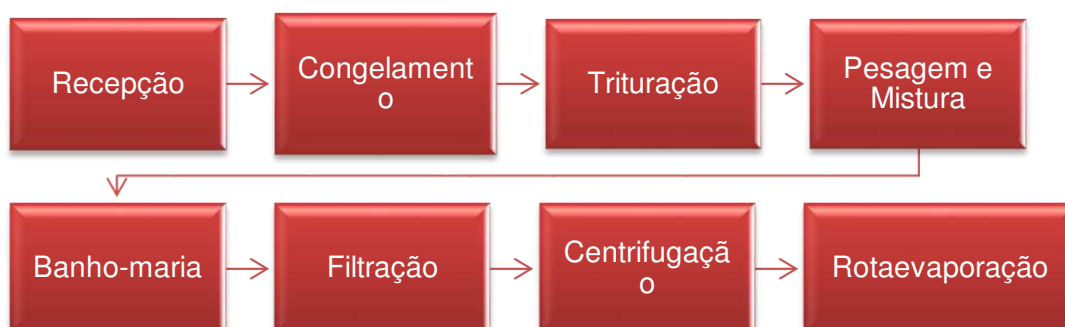 Recepção
Congelament
o
Trituração
Pesagem e
Mistura
Banho-maria
Filtração
Centrifugaçã
o
Rotaevaporação